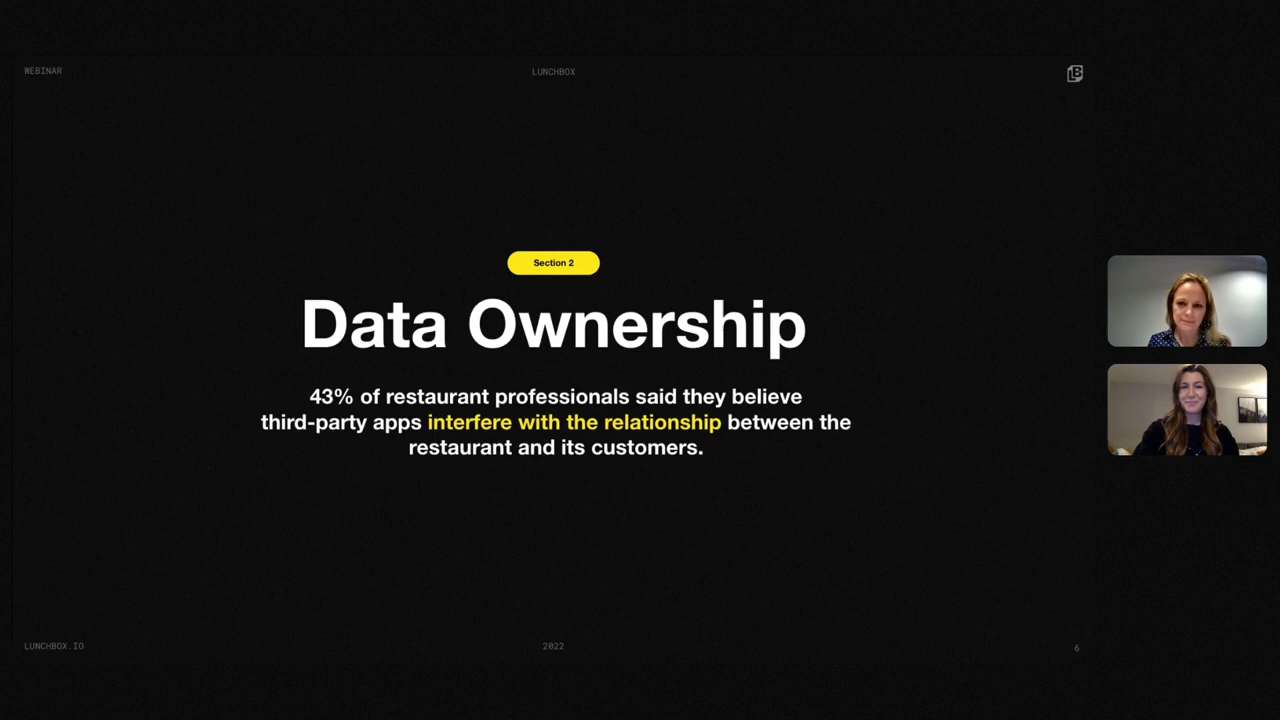 WEBINAR
LUNCHBOX
Section 2
Data Ownership
43% of restaurant professionals said they believe
third-party apps interfere with the relationship between the
restaurant and its customers.
LUNCHBOX.IO
2022
6